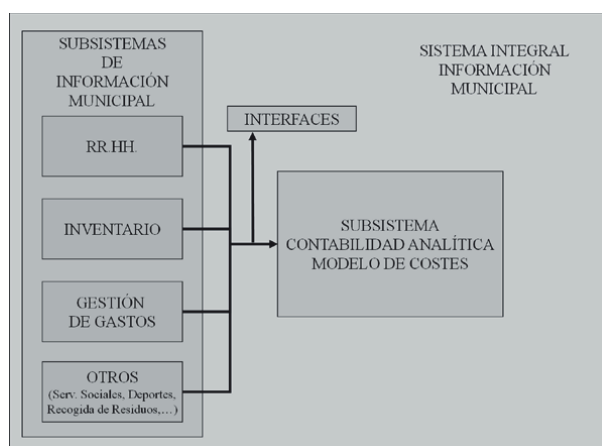 SUBSISTEMAS
DE
INFORMACIÓN
MUNICIPAL
RR.HH.
INVENTARIO
GESTIÓN
DE GASTOS
OTROS
(Serv. Sociales, Deportes,
Recogida de Residuos,...)
INTERFACES
SISTEMA INTEGRAL
INFORMACIÓN
MUNICIPAL
SUBSISTEMA
CONTABILIDAD ANALÍTICA
MODELO DE COSTES